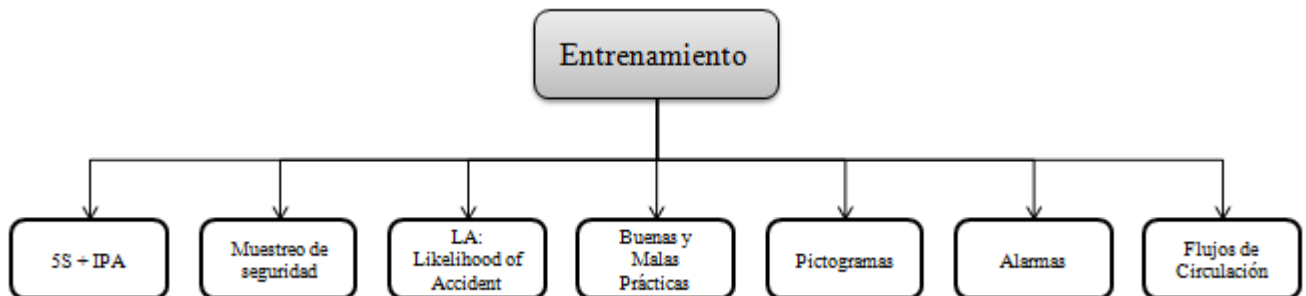 Entrenamiento
5S + IPA
Muestreo de
seguridad
LA:
Likelihood of
Accident
Buenas y
Malas
Prácticas
Pictogramas
Alarmas
Flujos de
Circulación